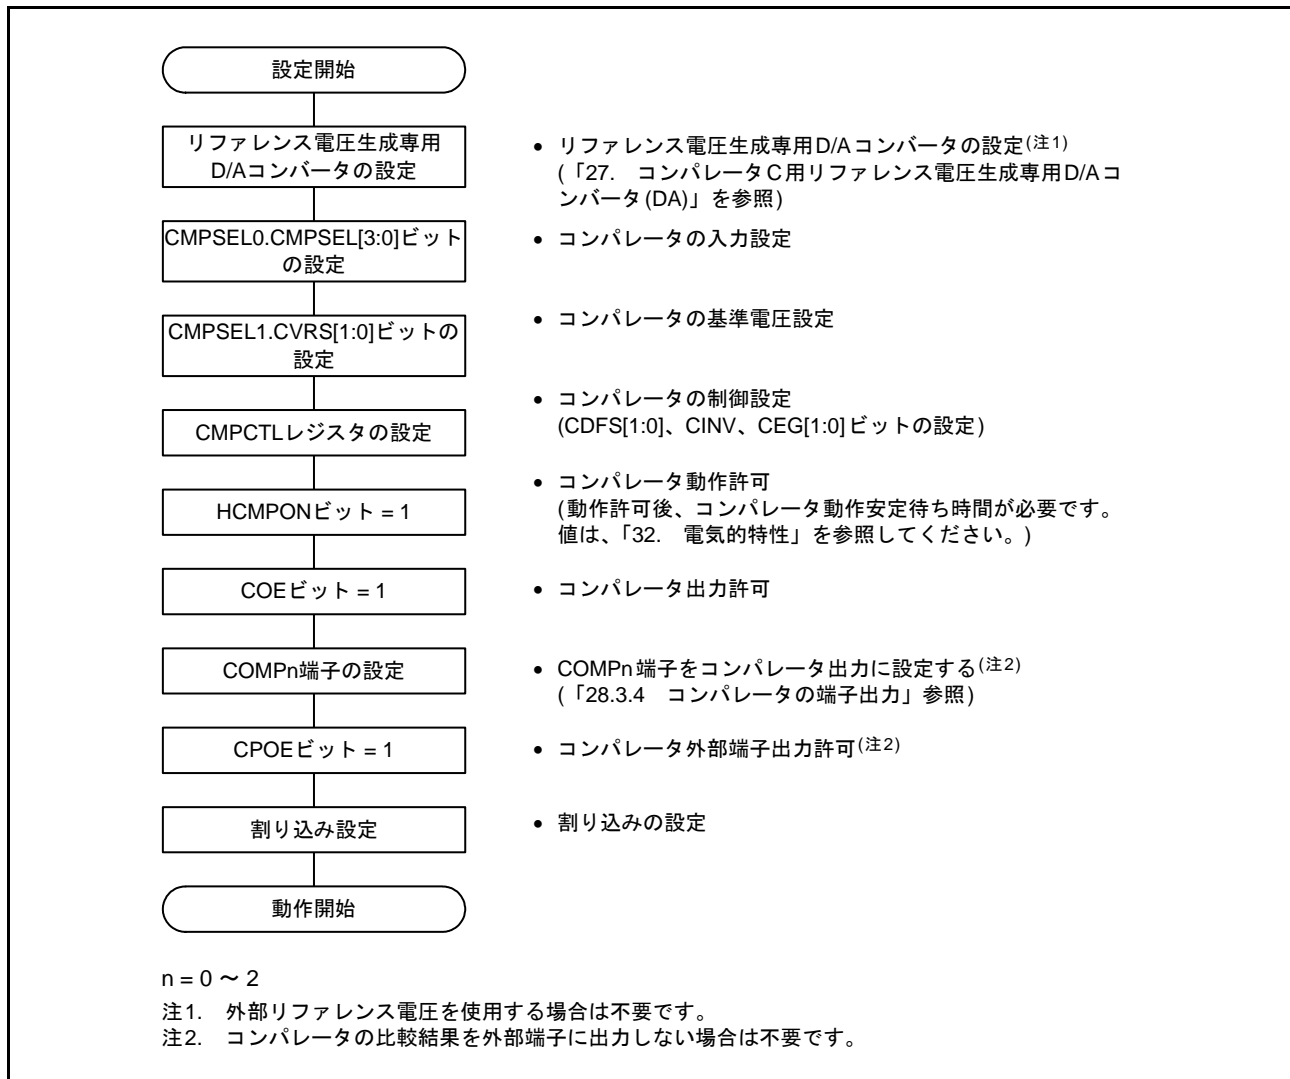 設定開始
リファレンス電圧生成専用
D/Aコンバータの設定
• リファレンス電圧生成専用D/Aコンバータの設定(注1)
(「27. コンパレータC用リファレンス電圧生成専用D/Aコ
ンバータ(DA)」を参照)
CMPSEL0.CMPSEL[3:0]ビット
の設定
• コンパレータの入力設定
CMPSEL1.CVRS[1:0]ビットの
設定
• コンパレータの基準電圧設定
CMPCTLレジスタの設定
• コンパレータの制御設定
(CDFS[1:0]、CINV、CEG[1:0]ビットの設定)
HCMPONビット = 1
• コンパレータ動作許可
(動作許可後、コンパレータ動作安定待ち時間が必要です。
値は、「32. 電気的特性」を参照してください。)
COEビット = 1
• コンパレータ出力許可
COMPn端子の設定
• COMPn端子をコンパレータ出力に設定する(注2)
(「28.3.4 コンパレータの端子出力」参照)
CPOEビット = 1
• コンパレータ外部端子出力許可(注2)
割り込み設定
• 割り込みの設定
動作開始
n = 0 ～ 2
注1. 外部リファレンス電圧を使用する場合は不要です。
注2. コンパレータの比較結果を外部端子に出力しない場合は不要です。